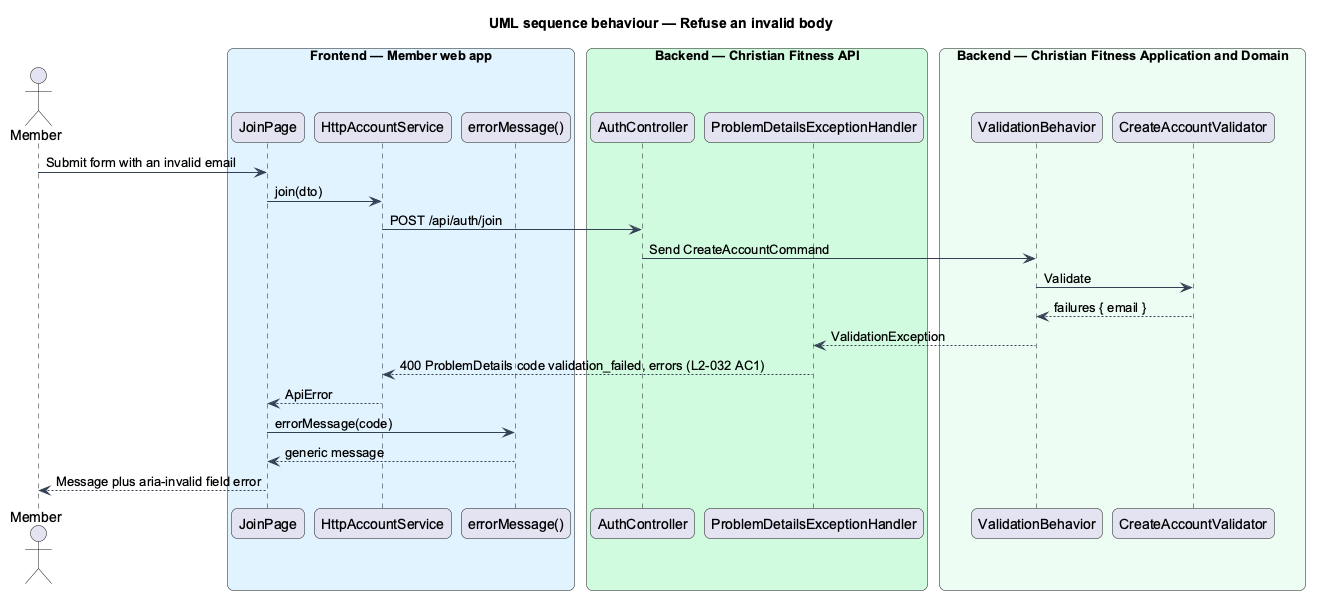 UML sequence behaviour — Refuse an invalid body
Frontend — Member web app
Backend — Christian Fitness API
Backend — Christian Fitness Application and Domain
Member
JoinPage
HttpAccountService
errorMessage()
AuthController
ProblemDetailsExceptionHandler
ValidationBehavior
CreateAccountValidator
Submit form with an invalid email
join(dto)
POST /api/auth/join
Send CreateAccountCommand
Validate
failures { email }
ValidationException
400 ProblemDetails code validation_failed, errors (L2-032 AC1)
ApiError
errorMessage(code)
generic message
Message plus aria-invalid field error
Member
JoinPage
HttpAccountService
errorMessage()
AuthController
ProblemDetailsExceptionHandler
ValidationBehavior
CreateAccountValidator